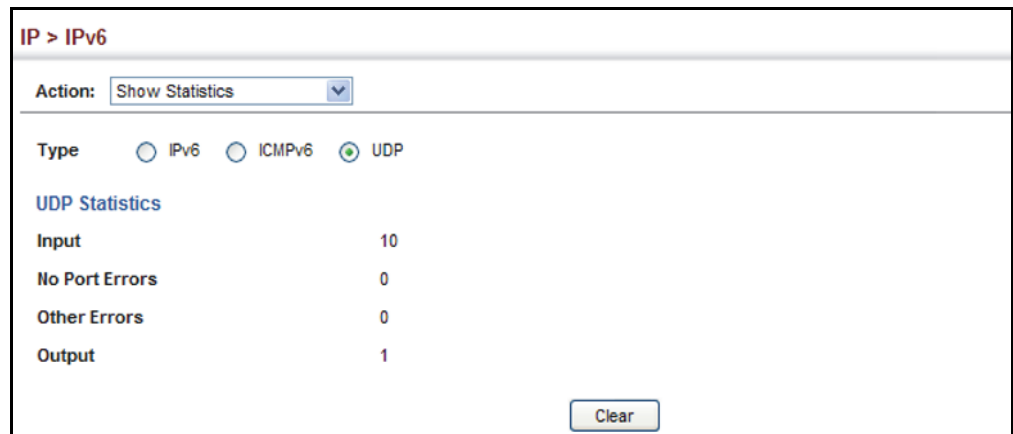 IP > IPv6
Action: Show Statistics
Type IPv6 ICMPv6 UDP
UDP Statistics
Input 10
No Port Errors 0
Other Errors 0
Output 1
Clear